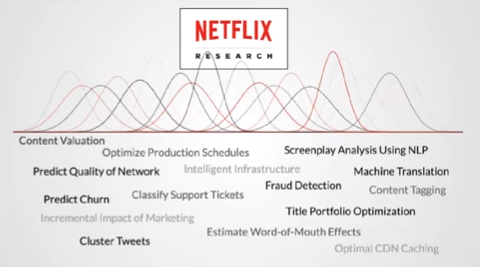 NETFLIX
RESEARCH
Content Valuation
Optimize Production Schedules
Screenplay Analysis Using NLP
Predict Quality of Network
Intelligent Infrastructure
Machine Translation
Fraud Detection
Content Tagging
Predict Churn
Classify Support Tickets
Title Portfolio Optimization
Incremental Impact of Marketing
Estimate Word-of-Mouth Effects
Cluster Tweets
Optimal CDN Caching